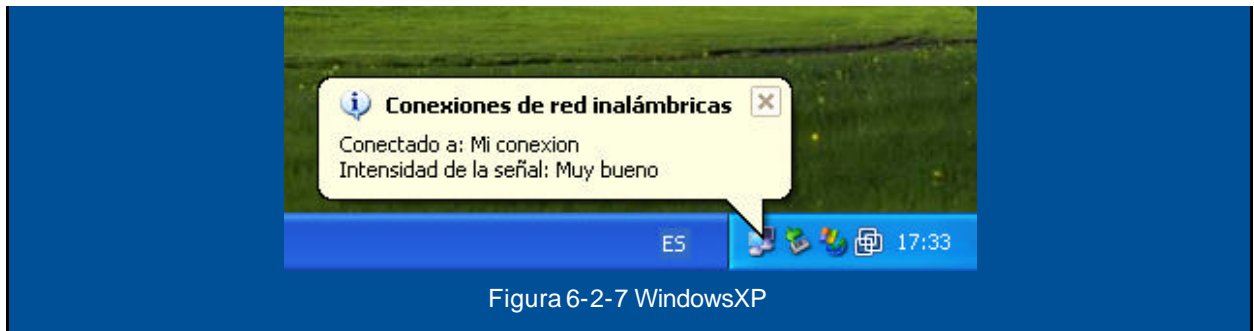 Conexiones de red inalámbricas
Conectado a: Mi conexion
Intensidad de la señal: Muy bueno
ES 17:33
Figura 6-2-7 WindowsXP